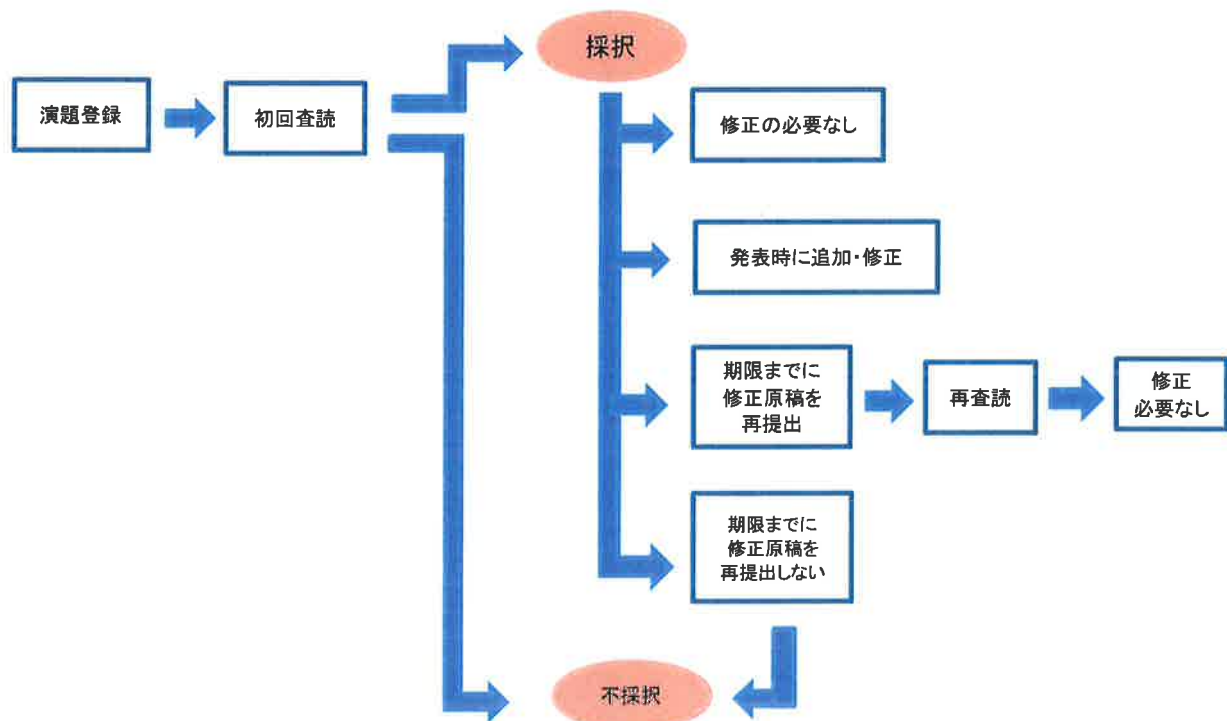 採択
演題登録
初回査読
修正の必要なし
発表時に追加・修正
期限までに
修正原稿を
再提出
再査読
修正
必要なし
期限までに
修正原稿を
再提出しない
不採択